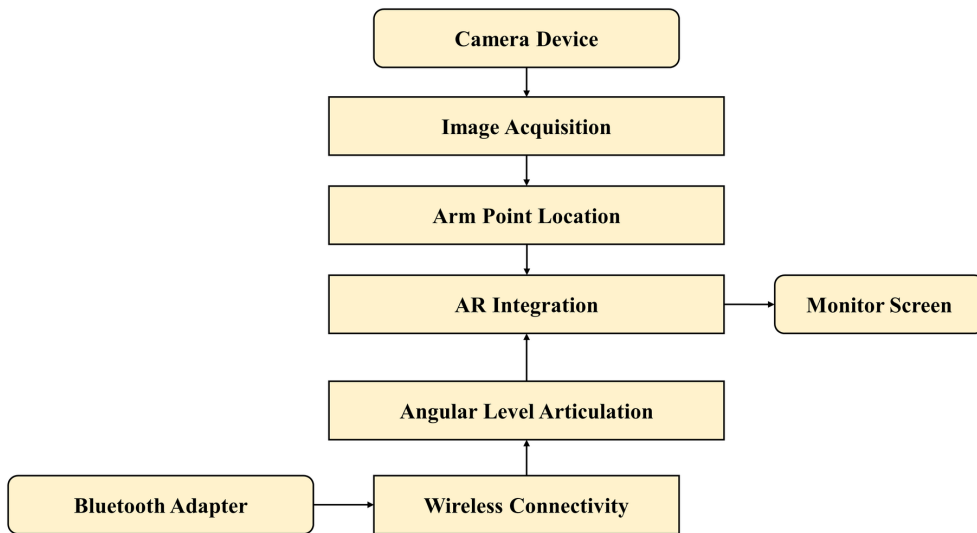 Camera Device
Image Acquisition
Arm Point Location
AR Integration
Monitor Screen
Angular Level Articulation
Bluetooth Adapter
Wireless Connectivity